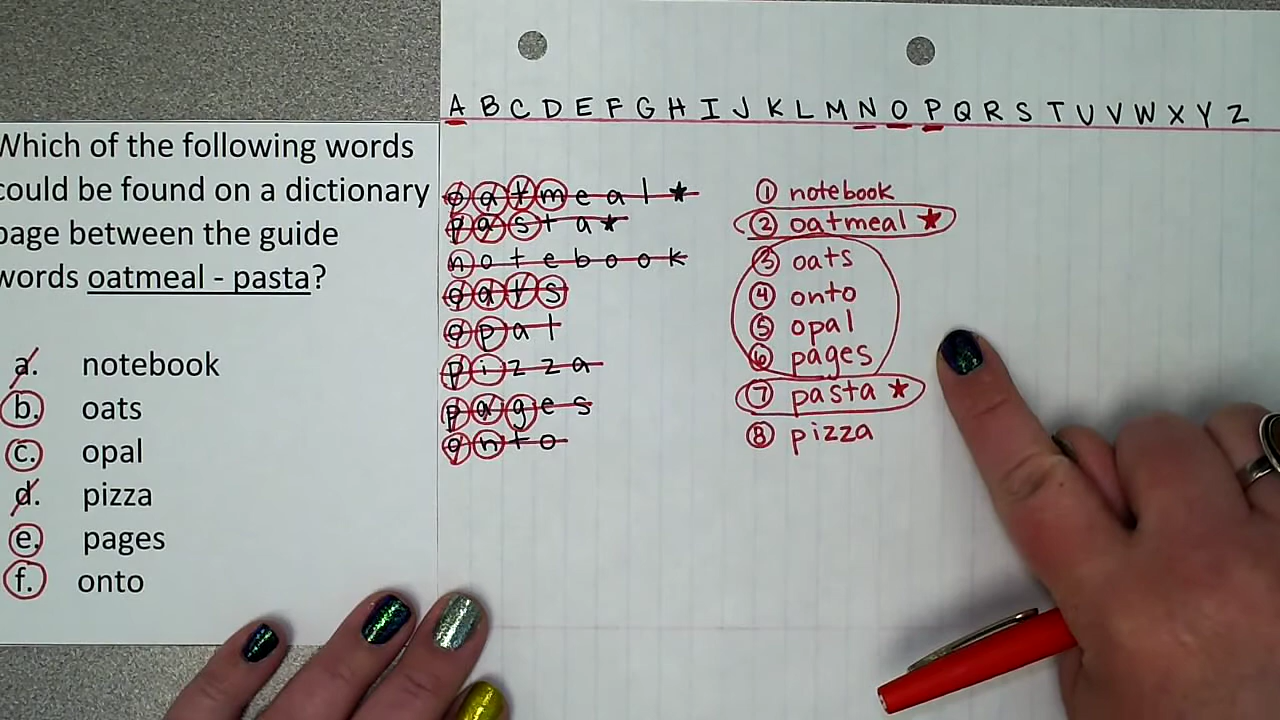 A B C D E F G H I J K L M N O P Q R S T U V W X Y Z
Which of the following words
could be found on a dictionary
page between the guide
words oatmeal - pasta?
a. notebook
b. oats
c. opal
d. pizza
e. pages
f. onto
oatmeal ★
pasta ★
notebook
oats
opal
pizza
pages
onto
① notebook
② oatmeal ★
③ oats
④ onto
⑤ opal
⑥ pages
⑦ pasta ★
⑧ pizza